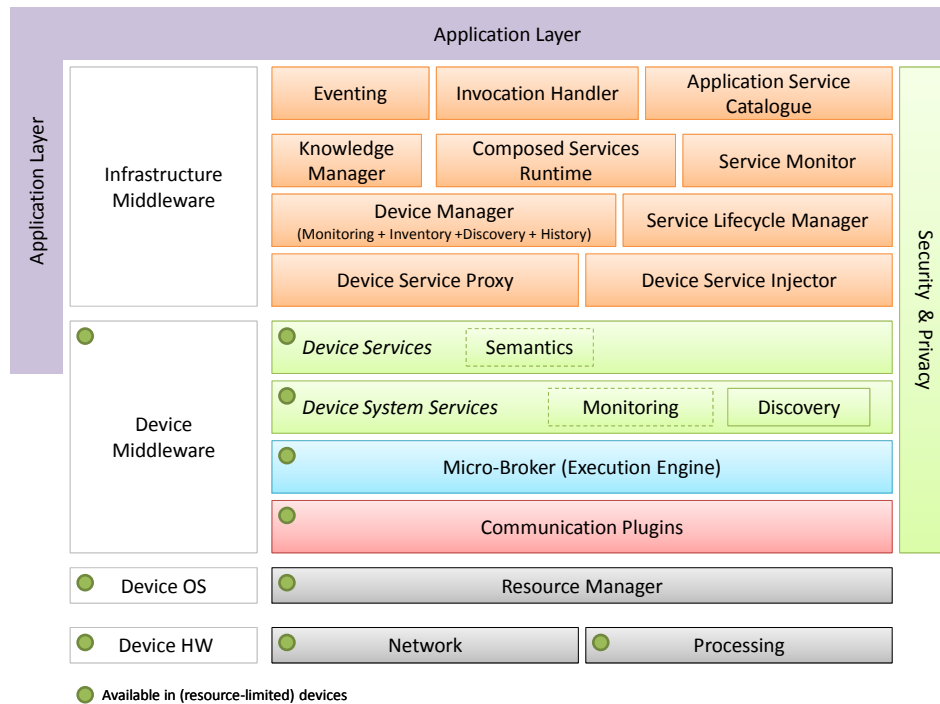 Application Layer
Application Layer
Infrastructure
Middleware
Eventing
Invocation Handler
Application Service
Catalogue
Knowledge
Manager
Composed Services
Runtime
Service Monitor
Device Manager
(Monitoring + Inventory +Discovery + History)
Service Lifecycle Manager
Device Service Proxy
Device Service Injector
Security & Privacy
Device
Middleware
Device Services
Semantics
Device System Services
Monitoring
Discovery
Micro-Broker (Execution Engine)
Communication Plugins
Device OS
Resource Manager
Device HW
Network
Processing
Available in (resource-limited) devices